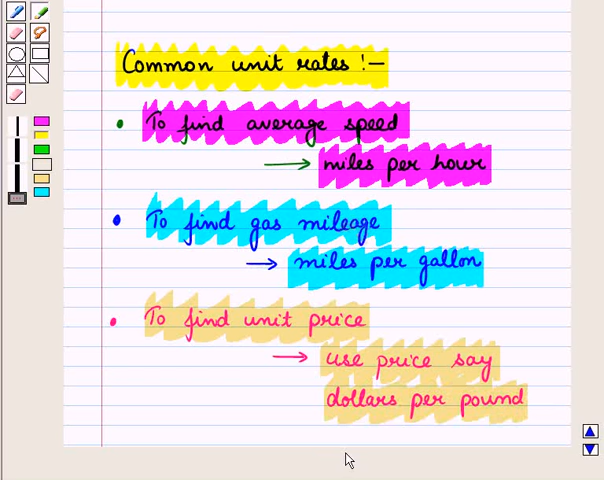 Common unit rates :-
• To find average speed
→ miles per hour
• To find gas mileage
→ miles per gallon
• To find unit price
→ use price say
dollars per pound